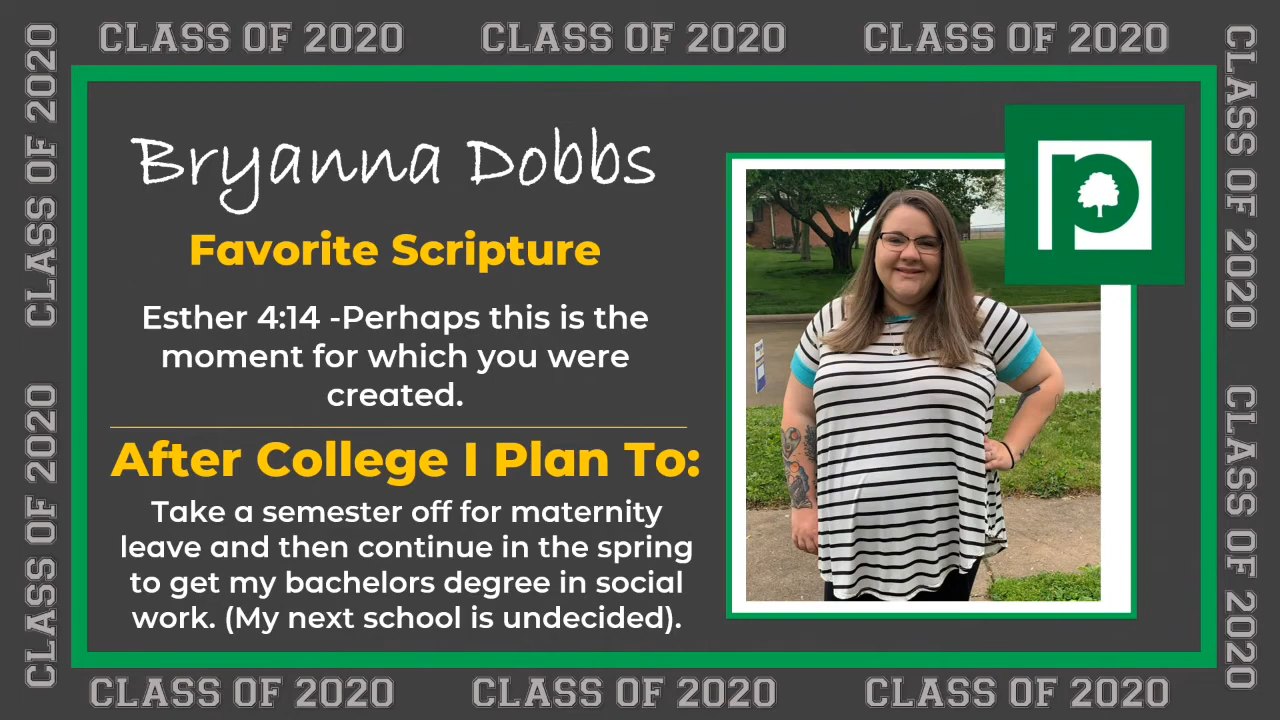 CLASS OF 2020 CLASS OF 2020 CLASS OF 2020
CLASS OF 2020
CLASS OF 2020
Bryanna Dobbs
Favorite Scripture
Esther 4:14 -Perhaps this is the
moment for which you were
created.
After College I Plan To:
Take a semester off for maternity
leave and then continue in the spring
to get my bachelors degree in social
work. (My next school is undecided).
p
CLASS OF 2020
CLASS OF 2020
CLASS OF 2020 CLASS OF 2020 CLASS OF 2020